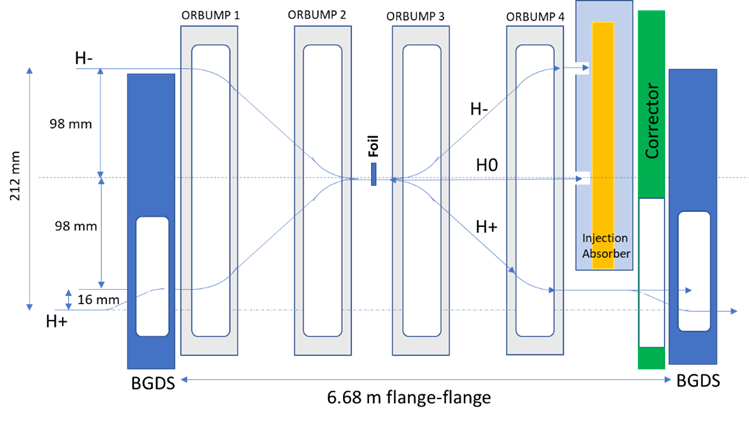 ORBUMP 1
ORBUMP 2
ORBUMP 3
ORBUMP 4
H-
98 mm
212 mm
98 mm
16 mm
H+
Foil
H-
H0
H+
Injection
Absorber
Corrector
BGDS
BGDS
6.68 m flange-flange